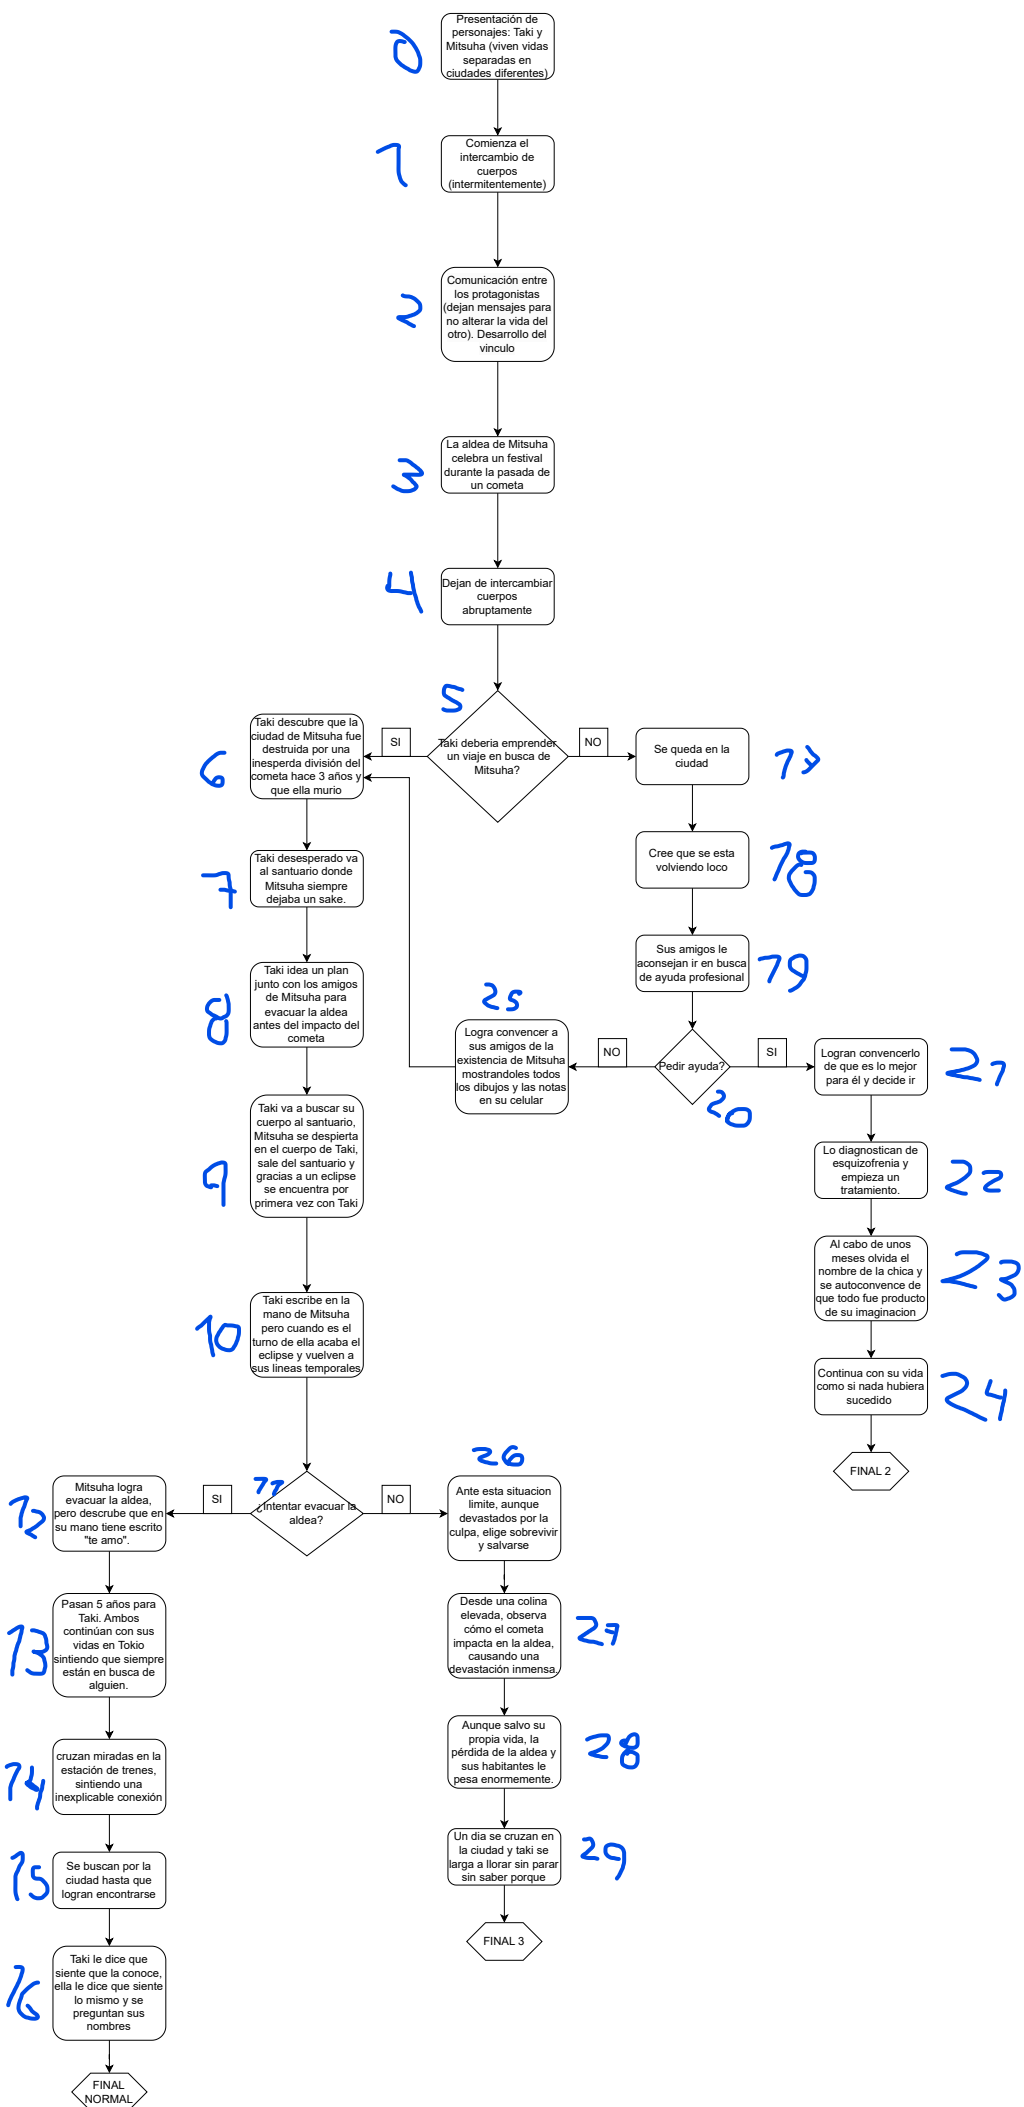 0
Presentación de
personajes: Taki y
Mitsuha (viven vidas
separadas en
ciudades diferentes)
1
Comienza el
intercambio de
cuerpos
(intermitentemente)
2
Comunicación entre
los protagonistas
(dejan mensajes para
no alterar la vida del
otro). Desarrollo del
vinculo
3
La aldea de Mitsuha
celebra un festival
durante la pasada de
un cometa
4
Dejan de intercambiar
cuerpos
abruptamente
5
Taki deberia emprender
un viaje en busca de
Mitsuha?
SI
NO
6
Taki descubre que la
ciudad de Mitsuha fue
destruida por una
inesperda división del
cometa hace 3 años y
que ella murio
7
Taki desesperado va
al santuario donde
Mitsuha siempre
dejaba un sake.
8
Taki idea un plan
junto con los amigos
de Mitsuha para
evacuar la aldea
antes del impacto del
cometa
9
Taki va a buscar su
cuerpo al santuario,
Mitsuha se despierta
en el cuerpo de Taki,
sale del santuario y
gracias a un eclipse
se encuentra por
primera vez con Taki
10
Taki escribe en la
mano de Mitsuha
pero cuando es el
turno de ella acaba el
eclipse y vuelven a
sus lineas temporales
11
¿Intentar evacuar la
aldea?
SI
NO
12
Mitsuha logra
evacuar la aldea,
pero descrube que en
su mano tiene escrito
"te amo".
13
Pasan 5 años para
Taki. Ambos
continúan con sus
vidas en Tokio
sintiendo que siempre
están en busca de
alguien.
14
cruzan miradas en la
estación de trenes,
sintiendo una
inexplicable conexión
15
Se buscan por la
ciudad hasta que
logran encontrarse
16
Taki le dice que
siente que la conoce,
ella le dice que siente
lo mismo y se
preguntan sus
nombres
FINAL
NORMAL
17
Se queda en la
ciudad
18
Cree que se esta
volviendo loco
19
Sus amigos le
aconsejan ir en busca
de ayuda profesional
20
Pedir ayuda?
NO
SI
21
Logran convencerlo
de que es lo mejor
para él y decide ir
22
Lo diagnostican de
esquizofrenia y
empieza un
tratamiento.
23
Al cabo de unos
meses olvida el
nombre de la chica y
se autoconvence de
que todo fue producto
de su imaginacion
24
Continua con su vida
como si nada hubiera
sucedido
FINAL 2
25
Logra convencer a
sus amigos de la
existencia de Mitsuha
mostrandoles todos
los dibujos y las notas
en su celular
26
Ante esta situacion
limite, aunque
devastados por la
culpa, elige sobrevivir
y salvarse
27
Desde una colina
elevada, observa
cómo el cometa
impacta en la aldea,
causando una
devastación inmensa.
28
Aunque salvo su
propia vida, la
pérdida de la aldea y
sus habitantes le
pesa enormemente.
29
Un dia se cruzan en
la ciudad y taki se
larga a llorar sin parar
sin saber porque
FINAL 3